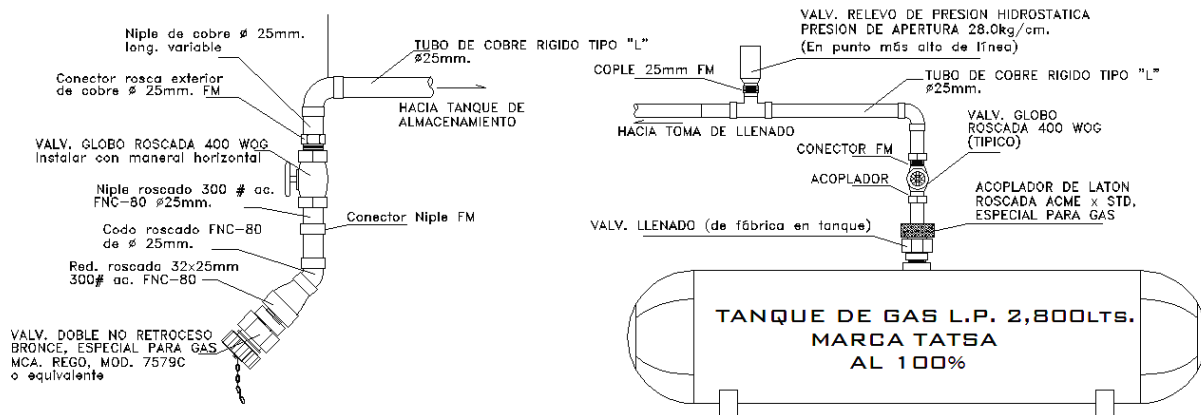 Niple de cobre ø 25mm.
long. variable
Conector rosca exterior
de cobre ø 25mm. FM
VALV. GLOBO ROSCADA 400 WOG
Instalar con maneral horizontal
Niple roscado 300 # ac.
FNC-80 ø25mm.
Codo roscado FNC-80
de ø 25mm.
Red. roscada 32x25mm
300# ac. FNC-80
VALV. DOBLE NO RETROCESO
BRONCE, ESPECIAL PARA GAS
MCA. REGO, MOD. 7579C
o equivalente
TUBO DE COBRE RIGIDO TIPO "L"
ø25mm.
HACIA TANQUE DE
ALMACENAMIENTO
Conector Niple FM
VALV. RELEVO DE PRESION HIDROSTATICA
PRESION DE APERTURA 28.0kg/cm.
(En punto más alto de línea)
COPLE 25mm FM
TUBO DE COBRE RIGIDO TIPO "L"
ø25mm.
HACIA TOMA DE LLENADO
VALV. GLOBO
ROSCADA 400 WOG
(TIPICO)
CONECTOR FM
ACOPLADOR
ACOPLADOR DE LATON
ROSCADA ACME x STD,
ESPECIAL PARA GAS
VALV. LLENADO (de fábrica en tanque)
TANQUE DE GAS L.P. 2,800LTS.
MARCA TATSA
AL 100%